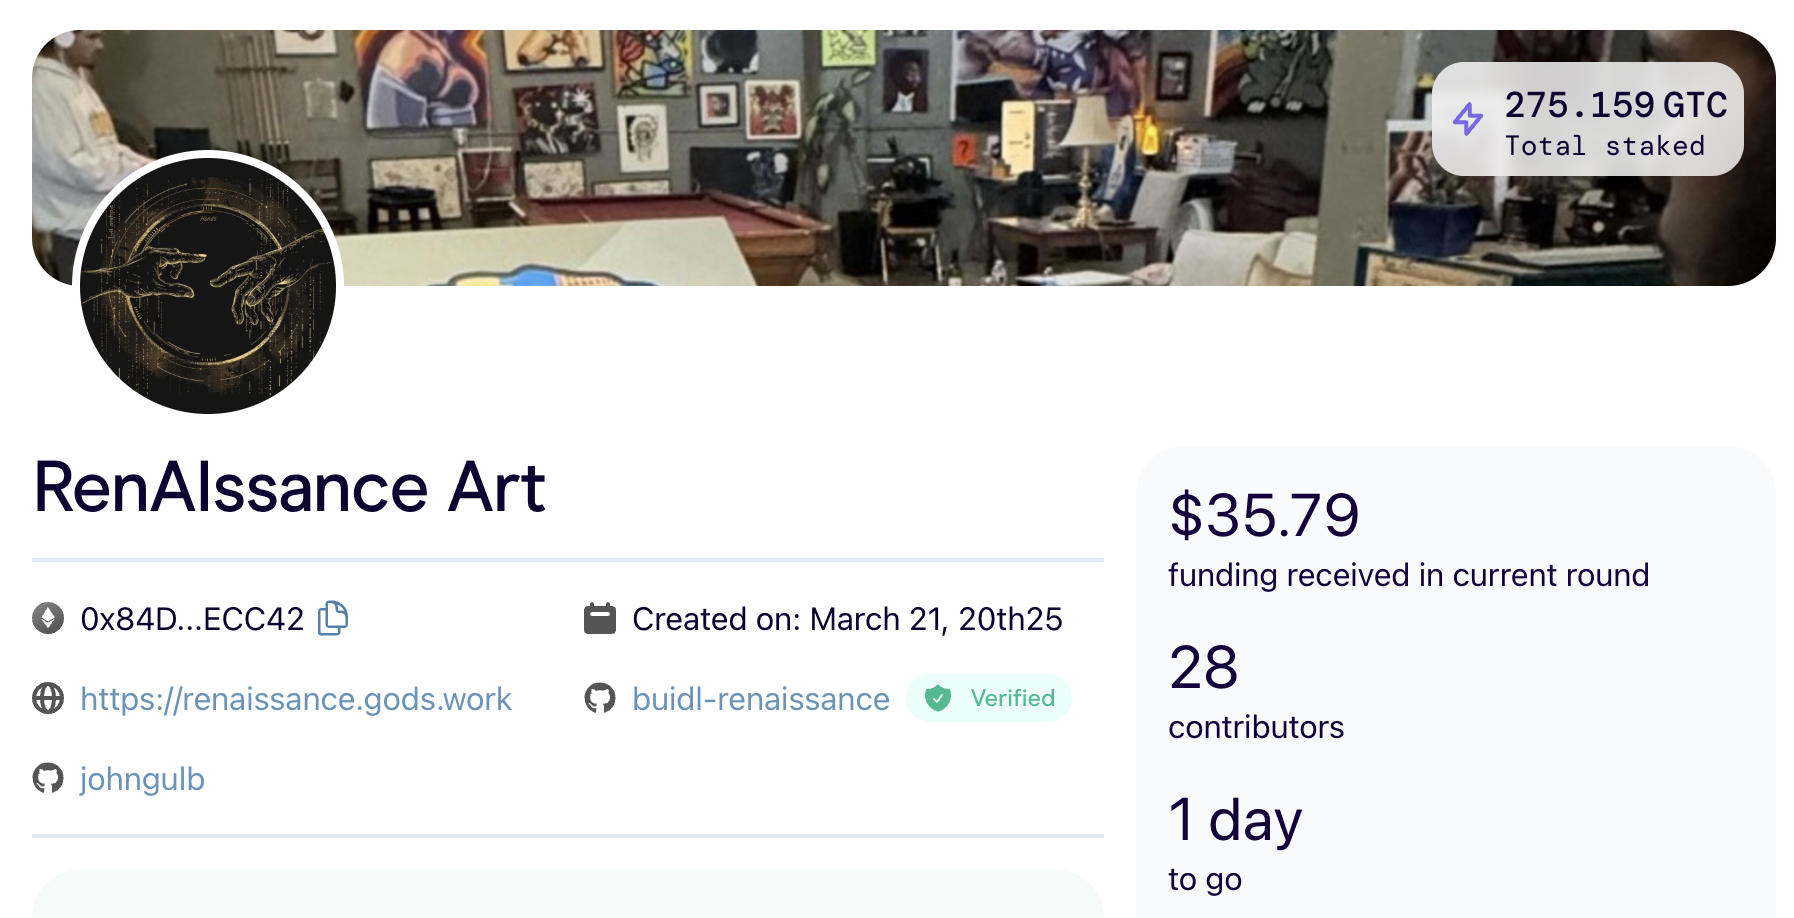 275.159 GTC
Total staked
RenAIssance Art
0x84D...ECC42
Created on: March 21, 20th25
https://renaissance.gods.work
buidl-renaissance
Verified
johngulb
$35.79
funding received in current round
28
contributors
1 day
to go